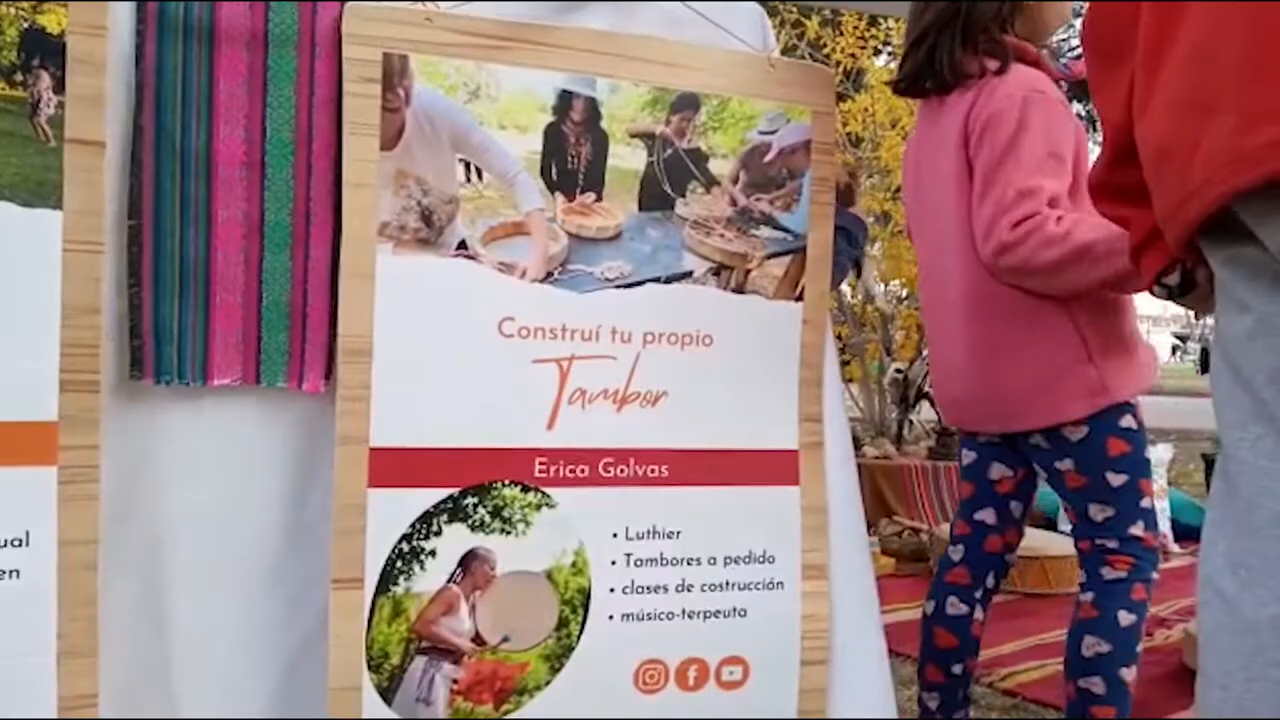 Construí tu propio
Tambor
Erica Golvas
• Luthier
• Tambores a pedido
• clases de costrucción
• músico-terpeuta
ual
en